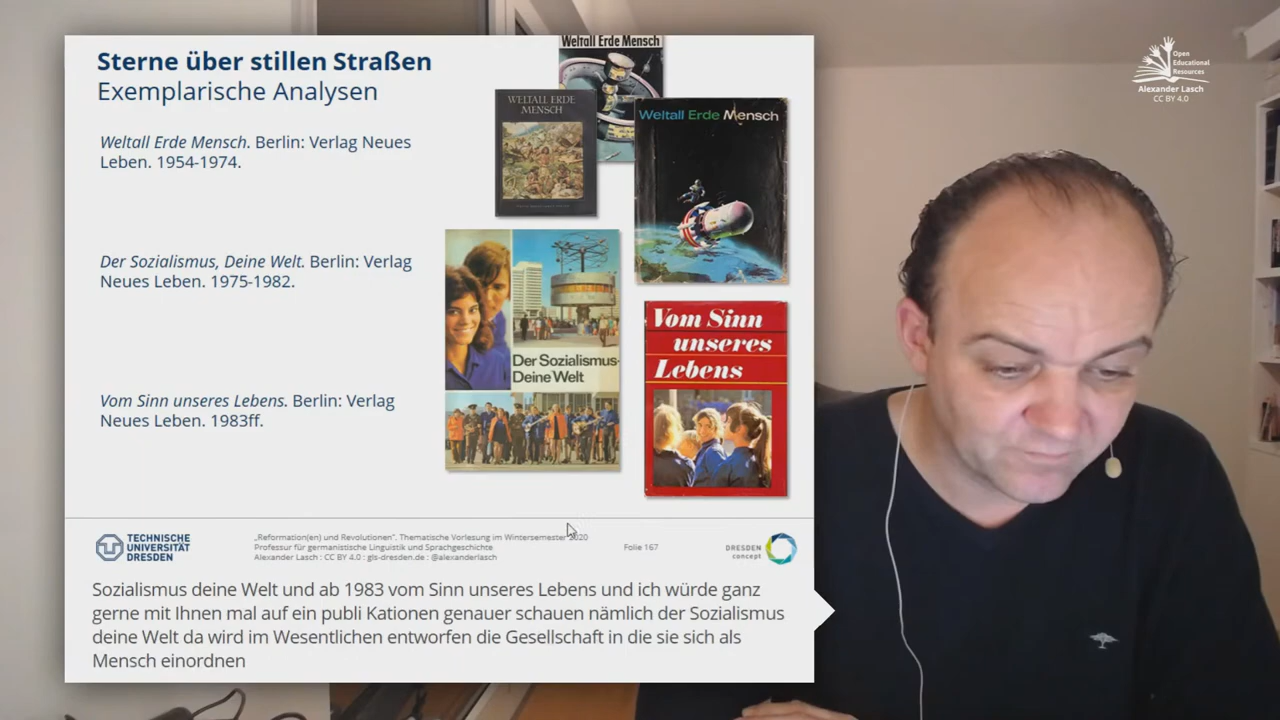 Sterne über stillen Straßen
Exemplarische Analysen
Weltall Erde Mensch. Berlin: Verlag Neues
Leben. 1954-1974.
Der Sozialismus, Deine Welt. Berlin: Verlag
Neues Leben. 1975-1982.
Vom Sinn unseres Lebens. Berlin: Verlag
Neues Leben. 1983ff.
Weltall Erde Mensch
WELTALL ERDE
MENSCH
Weltall Erde Mensch
Der Sozialismus-
Deine Welt
Vom Sinn
unseres
Lebens
TECHNISCHE
UNIVERSITÄT
DRESDEN
„Reformation(en) und Revolutionen“. Thematische Vorlesung im Wintersemester 2020
Professur für germanistische Linguistik und Sprachgeschichte
Alexander Lasch : CC BY 4.0 : gls-dresden.de : @alexanderlasch
Folie 167
DRESDEN
concept
Sozialismus deine Welt und ab 1983 vom Sinn unseres Lebens und ich würde ganz
gerne mit Ihnen mal auf ein publi Kationen genauer schauen nämlich der Sozialismus
deine Welt da wird im Wesentlichen entworfen die Gesellschaft in die sie sich als
Mensch einordnen
Open
Educational
Resources
Alexander Lasch
CC BY 4.0